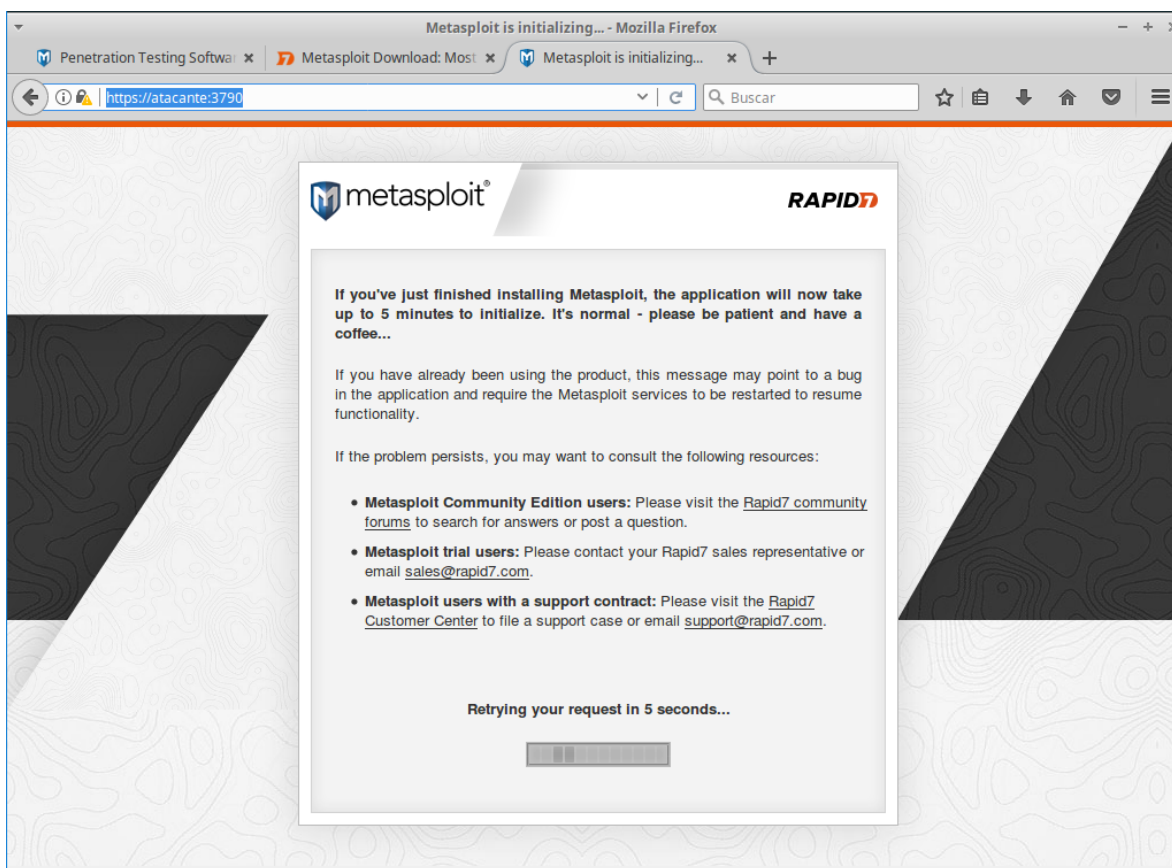 Metasploit is initializing... - Mozilla Firefox
Penetration Testing Softwar
Metasploit Download: Most
Metasploit is initializing...
https://atacante:3790
Buscar
metasploit®
RAPID7
If you've just finished installing Metasploit, the application will now take
up to 5 minutes to initialize. It's normal - please be patient and have a
coffee...
If you have already been using the product, this message may point to a bug
in the application and require the Metasploit services to be restarted to resume
functionality.
If the problem persists, you may want to consult the following resources:
• Metasploit Community Edition users: Please visit the Rapid7 community
forums to search for answers or post a question.
• Metasploit trial users: Please contact your Rapid7 sales representative or
email sales@rapid7.com.
• Metasploit users with a support contract: Please visit the Rapid7
Customer Center to file a support case or email support@rapid7.com.
Retrying your request in 5 seconds...